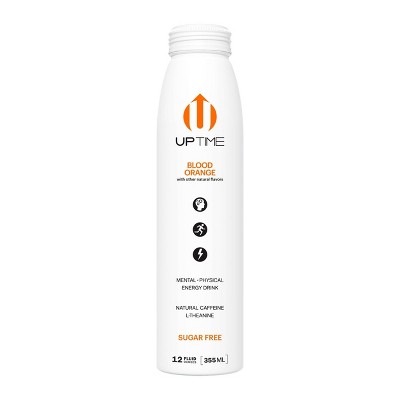 UPTIME
BLOOD
ORANGE
with other natural flavors
MENTAL • PHYSICAL
ENERGY DRINK
NATURAL CAFFEINE
L-THEANINE
SUGAR FREE
12 FLUID OUNCES [355 ML]